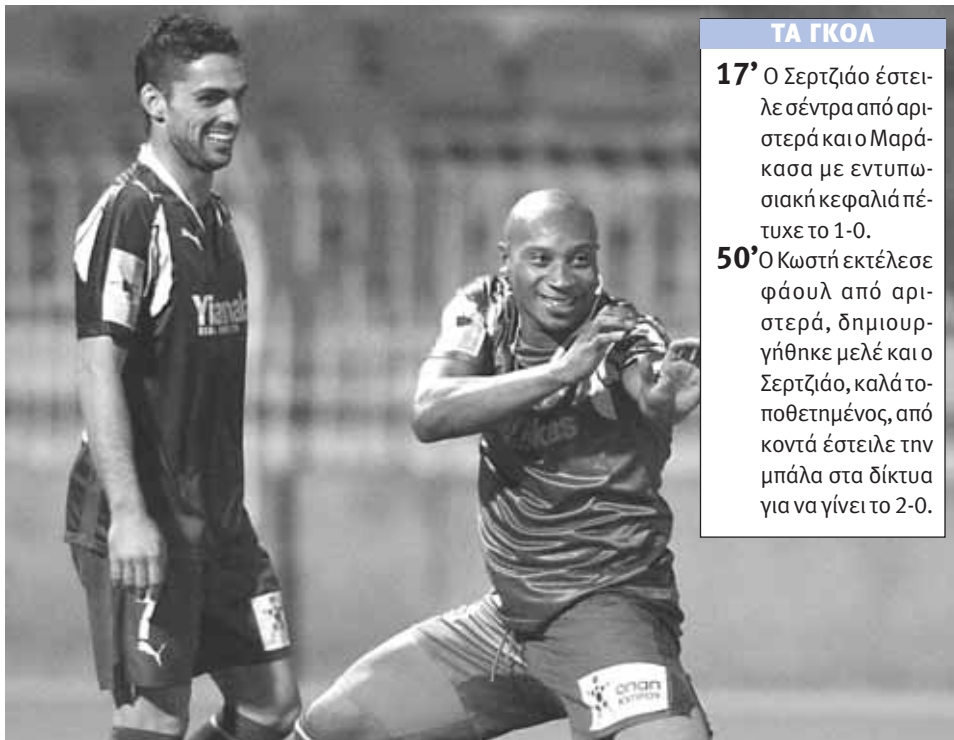 ΤΑ ΓΚΟΛ
17’ Ο Σερτζιάο έστει-
λε σέντρα από αρι-
στερά και ο Μαρά-
κασα με εντυπω-
σιακή κεφαλιά πέ-
τυχε το 1-0.
50’ Ο Κωστή εκτέλεσε
φάουλ από αρι-
στερά, δημιουρ-
γήθηκε μελέ και ο
Σερτζιάο, καλά το-
ποθετημένος, από
κοντά έστειλε την
μπάλα στα δίκτυα
για να γίνει το 2-0.
7
οπαπ
ΚΥΠΡΟΥ